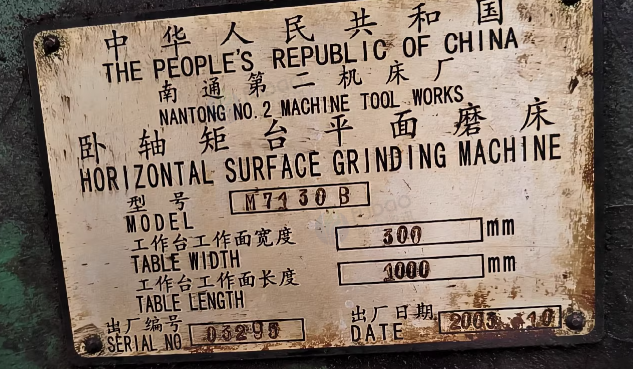 中华人民共和国
THE PEOPLE'S REPUBLIC OF CHINA
南通第二机床厂
NANTONG NO.2 MACHINE TOOL WORKS
卧轴矩台平面磨床
HORIZONTAL SURFACE GRINDING MACHINE
型号
MODEL M7130B
工作台工作面宽度
TABLE WIDTH 300 mm
工作台工作面长度
TABLE LENGTH 1000 mm
出厂编号
SERIAL NO 03295
出厂日期
DATE 2003 10